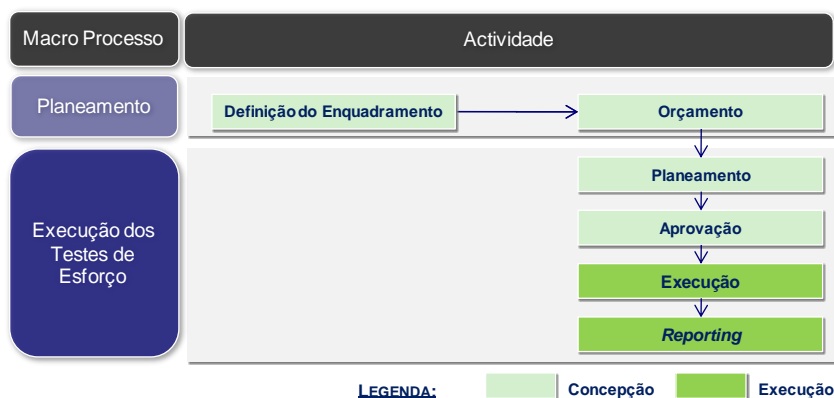 Macro Processo
Actividade
Planeamento
Definição do Enquadramento
Orçamento
Execução dos
Testes de
Esforço
Planeamento
Aprovação
Execução
Reporting
LEGENDA:
Concepção
Execução